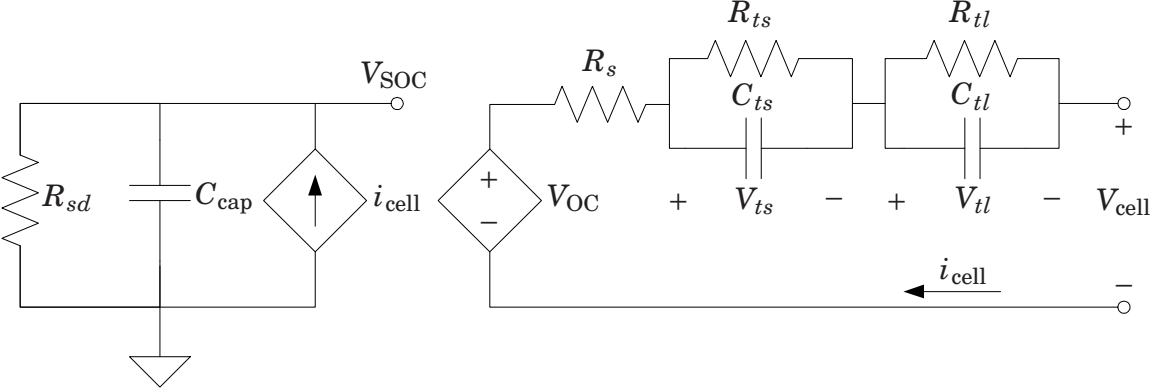 R_ts R_tl
V_SOC R_s C_ts C_tl
+
R_sd C_cap i_cell + − V_OC + V_ts − + V_tl − V_cell
i_cell −